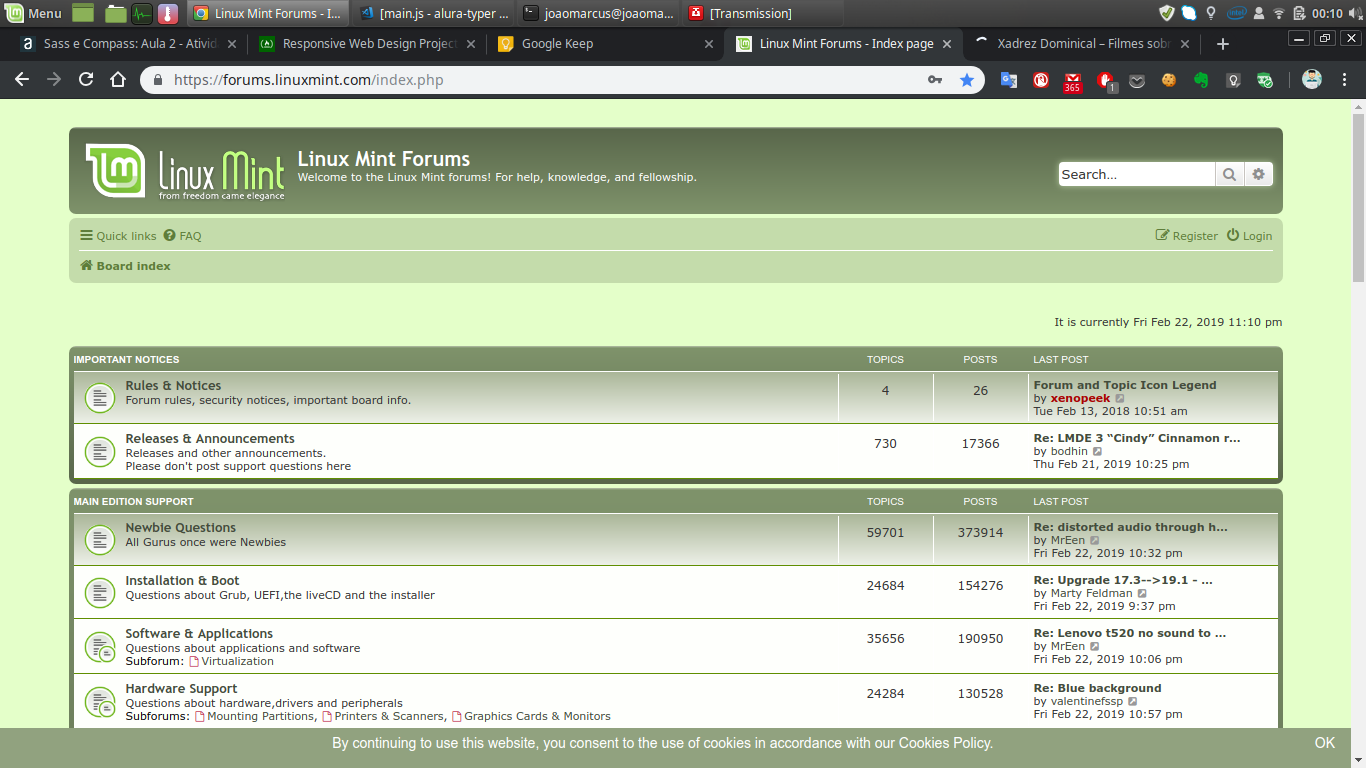 Menu
Linux Mint Forums - I...
[main.js - alura-typer ...
joaomarcus@joaoma...
[Transmission]
00:10
Sass e Compass: Aula 2 - Ativid
Responsive Web Design Project
Google Keep
Linux Mint Forums - Index page
Xadrez Dominical – Filmes sobr
https://forums.linuxmint.com/index.php
365
1
Linux Mint
from freedom came elegance
Linux Mint Forums
Welcome to the Linux Mint forums! For help, knowledge, and fellowship.
Search...
Quick links FAQ
Register Login
Board index
It is currently Fri Feb 22, 2019 11:10 pm
IMPORTANT NOTICES TOPICS POSTS LAST POST
Rules & Notices
Forum rules, security notices, important board info.
4
26
Forum and Topic Icon Legend
by xenopeek
Tue Feb 13, 2018 10:51 am
Releases & Announcements
Releases and other announcements.
Please don't post support questions here
730
17366
Re: LMDE 3 “Cindy” Cinnamon r...
by bodhin
Thu Feb 21, 2019 10:25 pm
MAIN EDITION SUPPORT TOPICS POSTS LAST POST
Newbie Questions
All Gurus once were Newbies
59701
373914
Re: distorted audio through h...
by MrEen
Fri Feb 22, 2019 10:32 pm
Installation & Boot
Questions about Grub, UEFI,the liveCD and the installer
24684
154276
Re: Upgrade 17.3-->19.1 - ...
by Marty Feldman
Fri Feb 22, 2019 9:37 pm
Software & Applications
Questions about applications and software
Subforum: Virtualization
35656
190950
Re: Lenovo t520 no sound to ...
by MrEen
Fri Feb 22, 2019 10:06 pm
Hardware Support
Questions about hardware,drivers and peripherals
Subforums: Mounting Partitions, Printers & Scanners, Graphics Cards & Monitors
24284
130528
Re: Blue background
by valentinefssp
Fri Feb 22, 2019 10:57 pm
By continuing to use this website, you consent to the use of cookies in accordance with our Cookies Policy.
OK